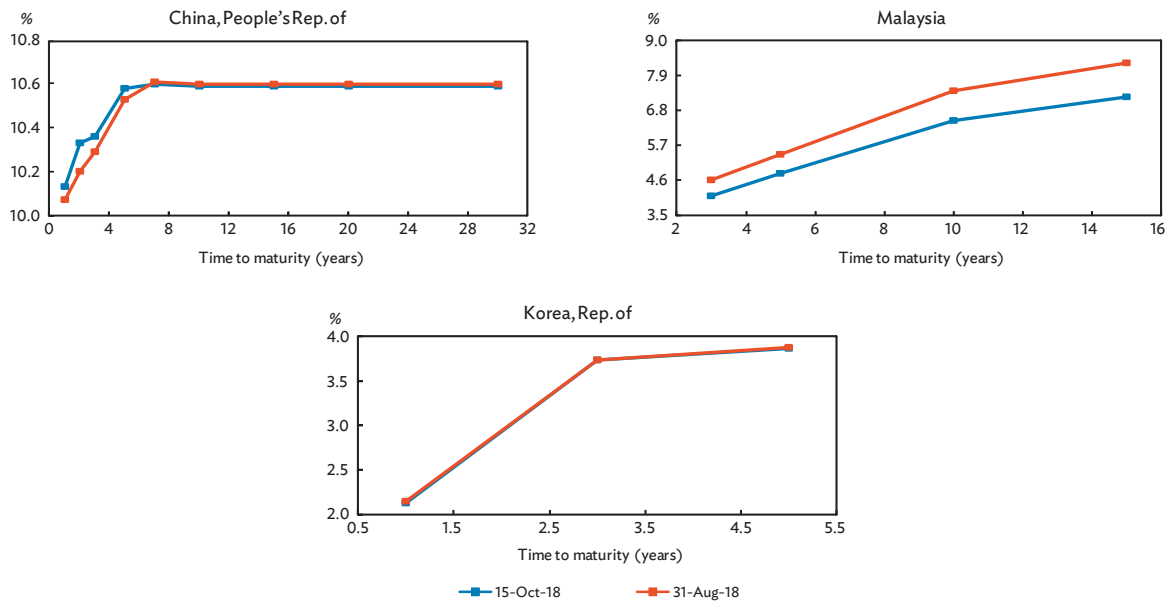 China, People's Rep. of
%
10.8
10.6
10.4
10.2
10.0
0 4 8 12 16 20 24 28 32
Time to maturity (years)
Malaysia
%
9.0
7.9
6.8
5.7
4.6
3.5
2 4 6 8 10 12 14 16
Time to maturity (years)
Korea, Rep. of
%
4.0
3.5
3.0
2.5
2.0
0.5 1.5 2.5 3.5 4.5 5.5
Time to maturity (years)
15-Oct-18 31-Aug-18